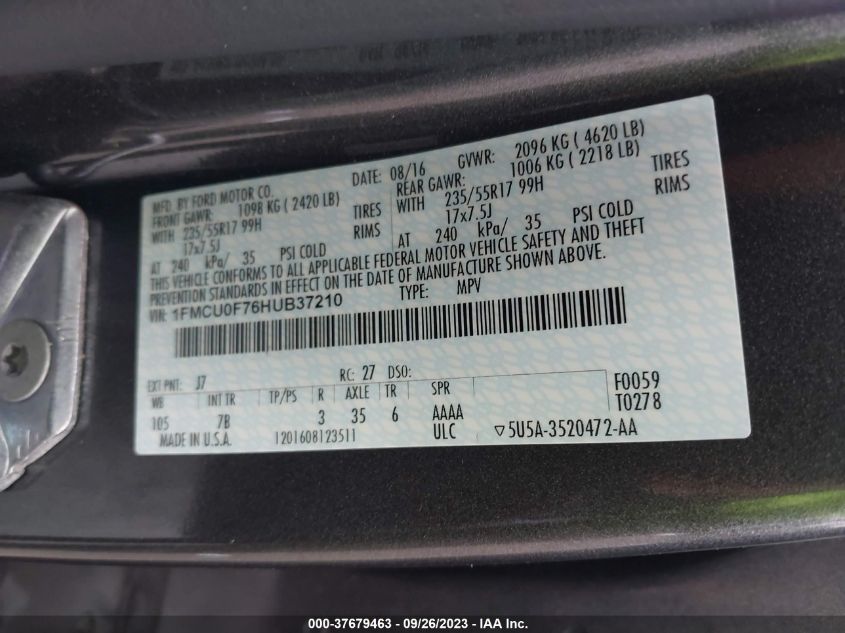 MFD. BY FORD MOTOR CO. DATE: 08/16 GVWR: 2096 KG ( 4620 LB)
FRONT GAWR: 1098 KG ( 2420 LB) REAR GAWR: 1006 KG ( 2218 LB)
WITH 235/55R17 99H TIRES WITH 235/55R17 99H TIRES
17x7.5J RIMS 17x7.5J RIMS
AT 240 kPa/ 35 PSI COLD AT 240 kPa/ 35 PSI COLD
THIS VEHICLE CONFORMS TO ALL APPLICABLE FEDERAL MOTOR VEHICLE SAFETY AND THEFT
PREVENTION STANDARDS IN EFFECT ON THE DATE OF MANUFACTURE SHOWN ABOVE.
VIN: 1FMCU0F76HUB37210 TYPE: MPV
EXT PNT: J7 RC: 27 DSO: F0059
WB INT TR TP/PS R AXLE TR SPR T0278
105 7B 3 35 6 AAAA
MADE IN U.S.A. 1201608123511 ULC ▽5U5A-3520472-AA
000-37679463 - 09/26/2023 - IAA Inc.